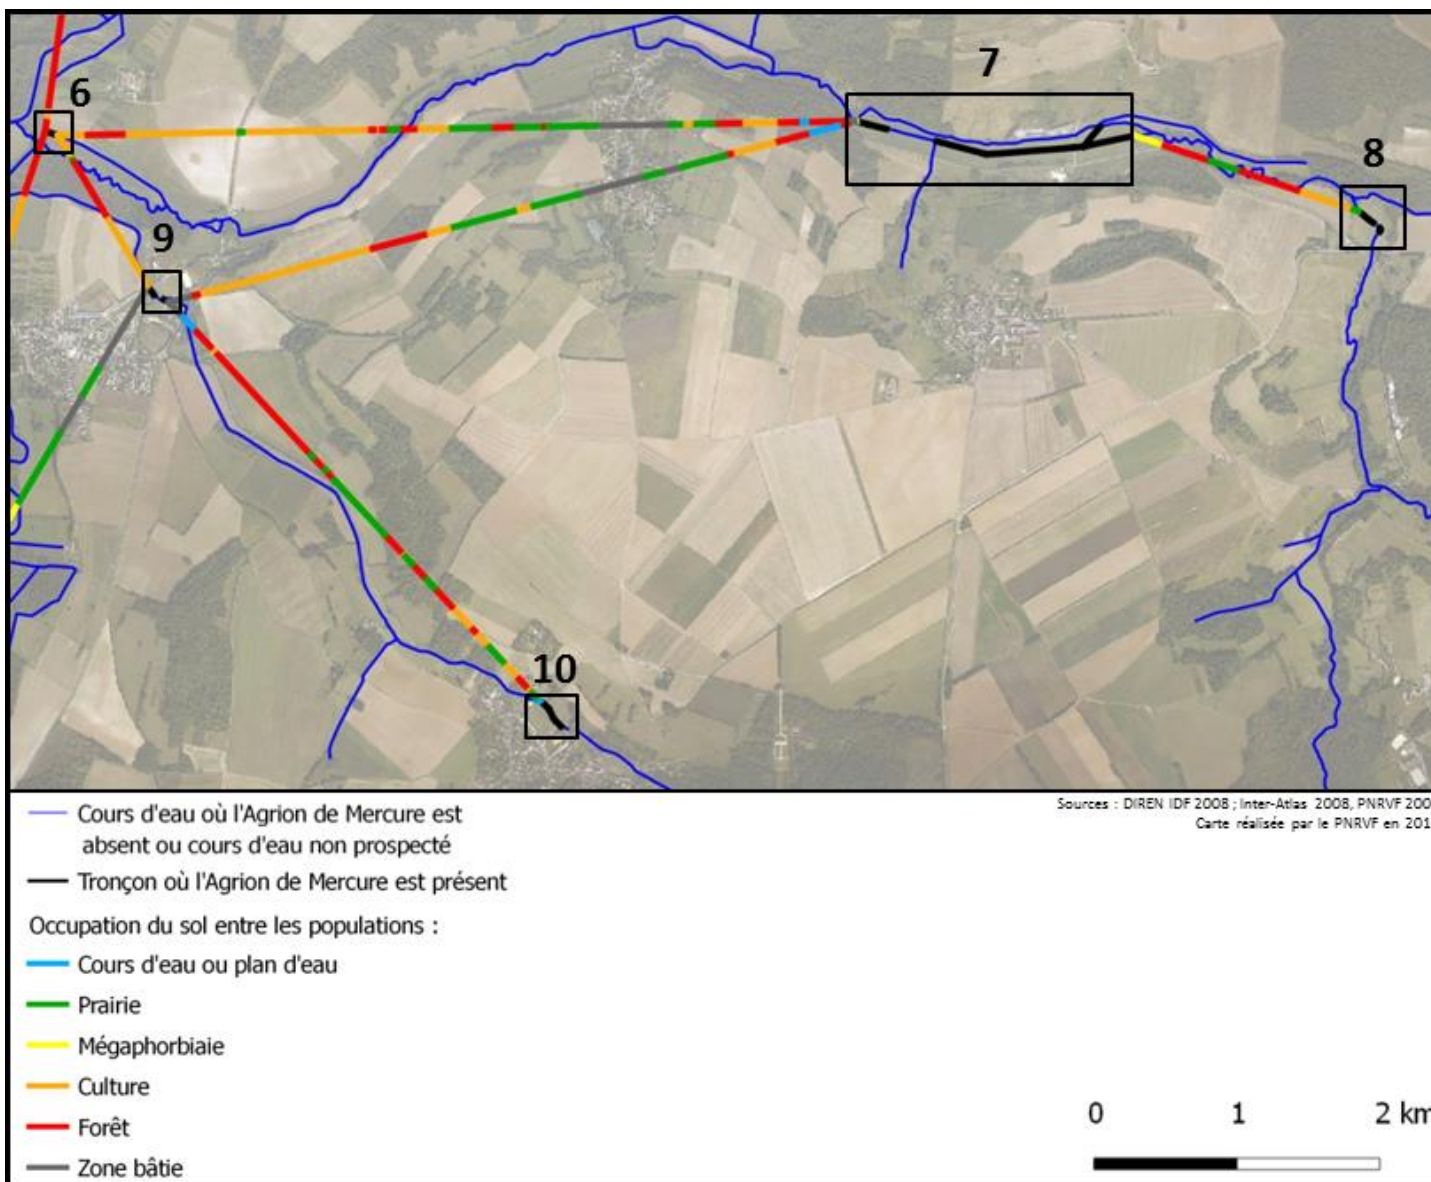 6
7
8
9
10
Sources : DIREN IDF 2008 ; Inter-Atlas 2008, PNRVF 200
Carte réalisée par le PNRVF en 201
Cours d'eau où l'Agrion de Mercure est
absent ou cours d'eau non prospecté
Tronçon où l'Agrion de Mercure est présent
Occupation du sol entre les populations :
Cours d'eau ou plan d'eau
Prairie
Mégaphorbiaie
Culture
Forêt
Zone bâtie
0 1 2 km